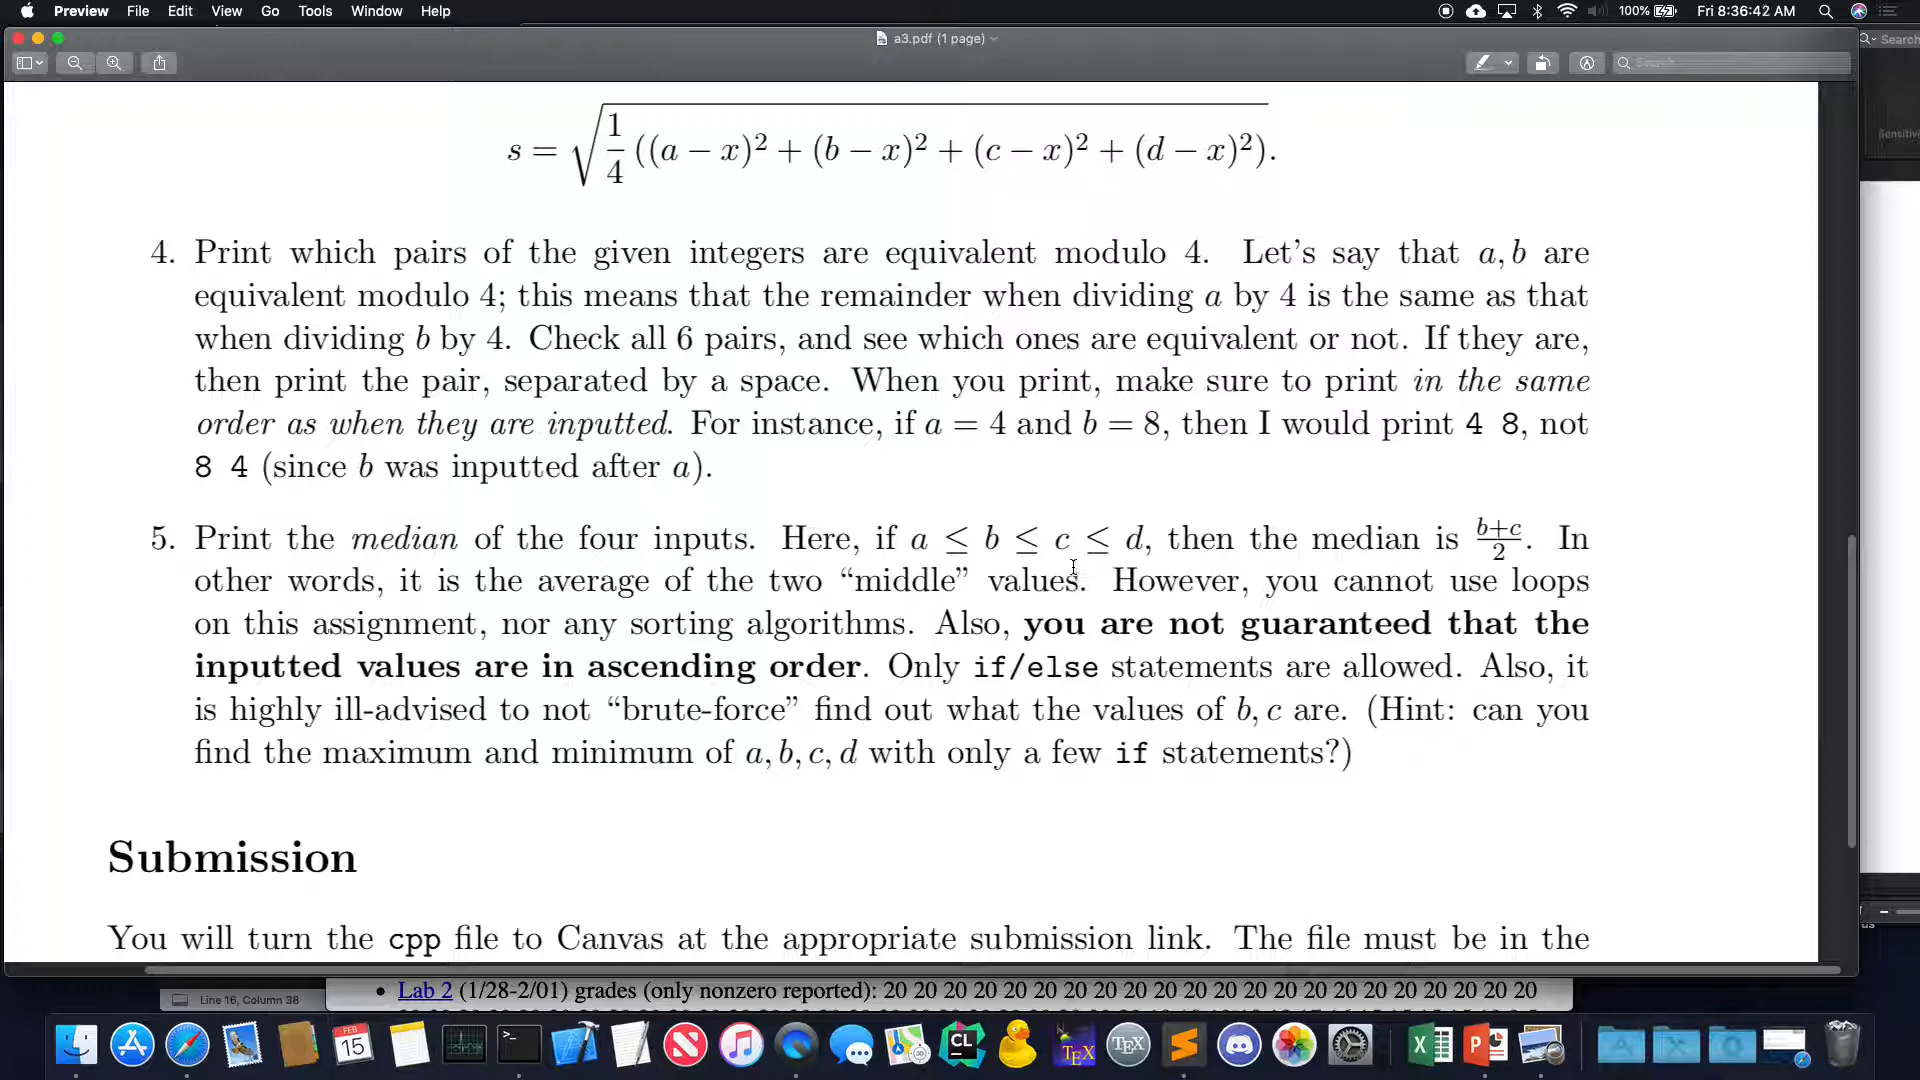 Preview File Edit View Go Tools Window Help 100% Fri 8:36:42 AM
a3.pdf (1 page)
Search
Search
s = √ 1/4 ((a − x)² + (b − x)² + (c − x)² + (d − x)²).
4. Print which pairs of the given integers are equivalent modulo 4. Let's say that a, b are
equivalent modulo 4; this means that the remainder when dividing a by 4 is the same as that
when dividing b by 4. Check all 6 pairs, and see which ones are equivalent or not. If they are,
then print the pair, separated by a space. When you print, make sure to print in the same
order as when they are inputted. For instance, if a = 4 and b = 8, then I would print 4 8, not
8 4 (since b was inputted after a).
5. Print the median of the four inputs. Here, if a ≤ b ≤ c ≤ d, then the median is b+c/2. In
other words, it is the average of the two “middle” values. However, you cannot use loops
on this assignment, nor any sorting algorithms. Also, you are not guaranteed that the
inputted values are in ascending order. Only if/else statements are allowed. Also, it
is highly ill-advised to not “brute-force” find out what the values of b, c are. (Hint: can you
find the maximum and minimum of a, b, c, d with only a few if statements?)
Submission
You will turn the cpp file to Canvas at the appropriate submission link. The file must be in the
Line 16, Column 38
• Lab 2 (1/28-2/01) grades (only nonzero reported): 20 20 20 20 20 20 20 20 20 20 20 20 20 20 20 20 20 20 20 20 20 20
FEB
15
CL
TEX
TEX
X
P